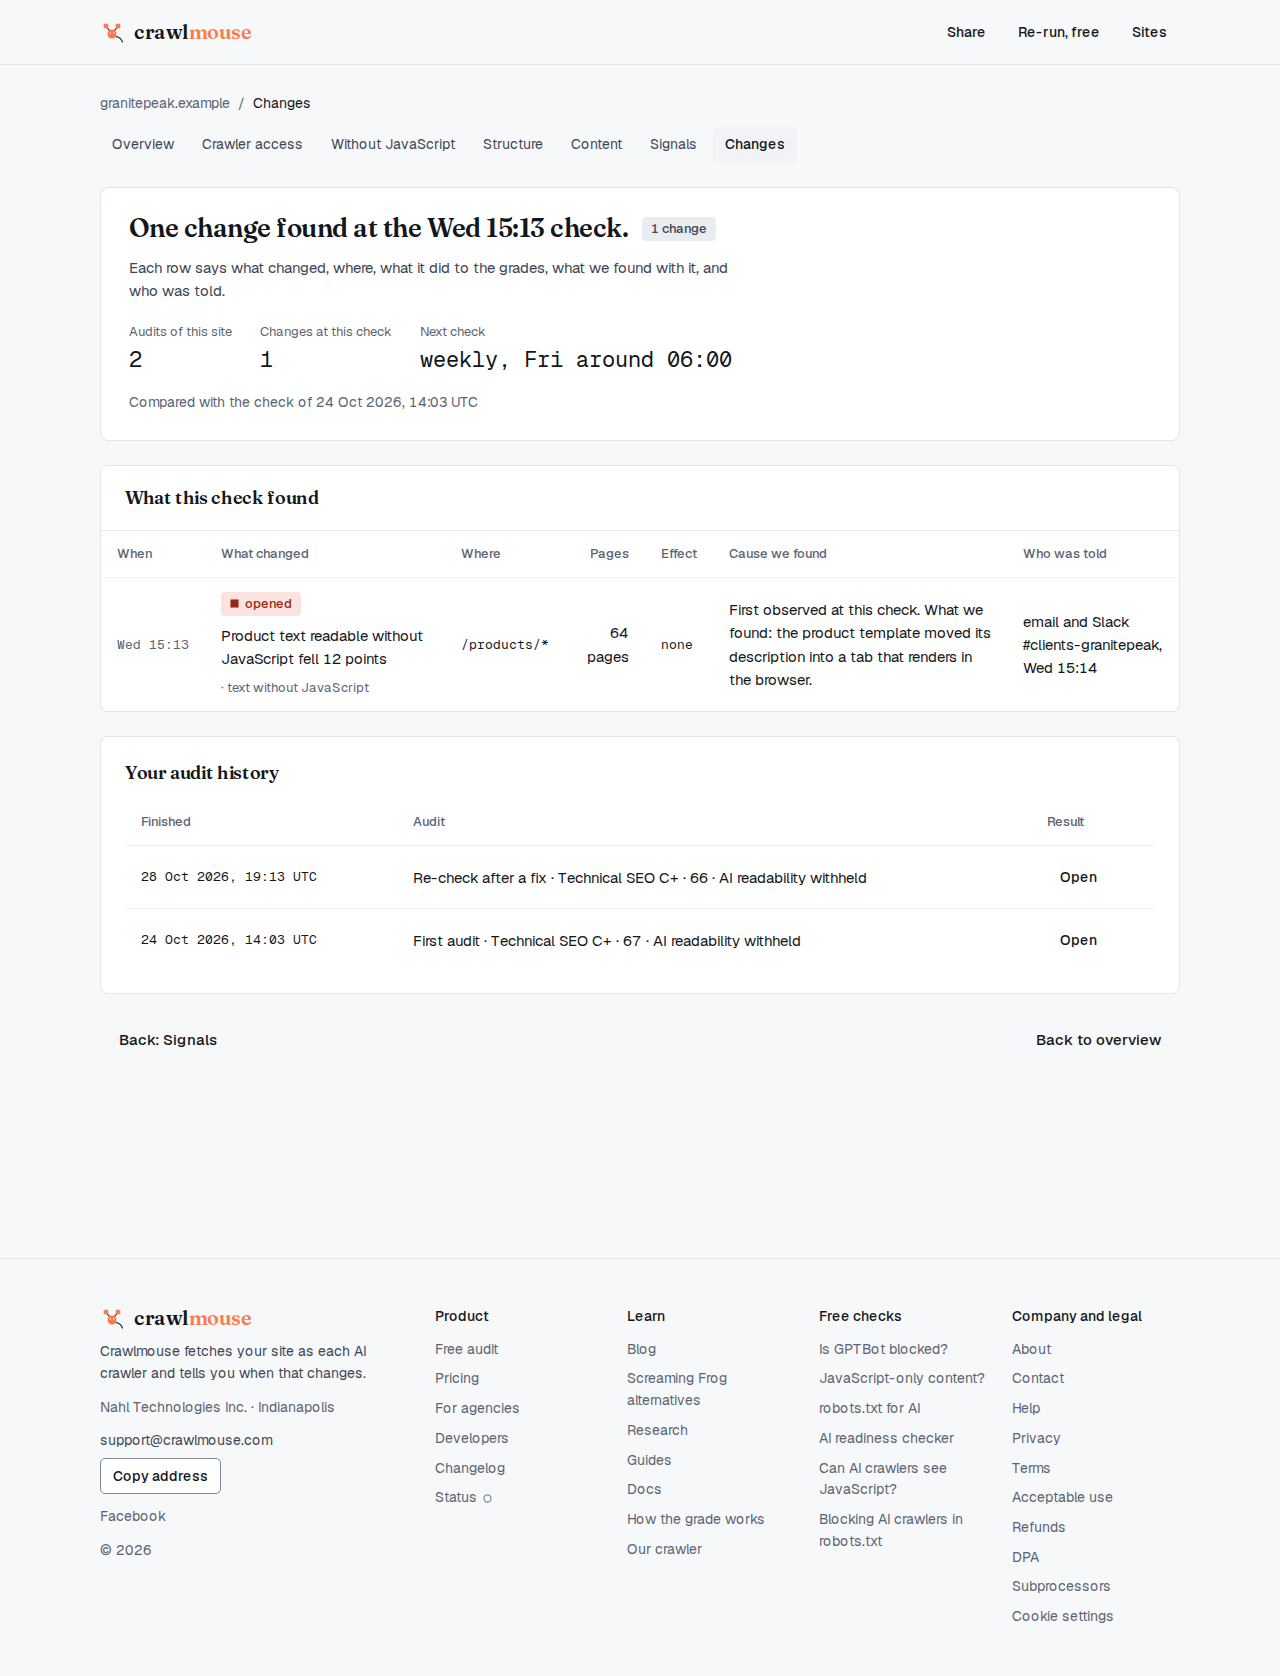 crawlmouse
Share
Re-run, free
Sites
granitepeak.example / Changes
Overview
Crawler access
Without JavaScript
Structure
Content
Signals
Changes
One change found at the Wed 15:13 check.
1 change
Each row says what changed, where, what it did to the grades, what we found with it, and
who was told.
Audits of this site
2
Changes at this check
1
Next check
weekly, Fri around 06:00
Compared with the check of 24 Oct 2026, 14:03 UTC
What this check found
When
What changed
Where
Pages
Effect
Cause we found
Who was told
Wed 15:13
opened
Product text readable without
JavaScript fell 12 points
· text without JavaScript
/products/*
64
pages
none
First observed at this check. What we
found: the product template moved its
description into a tab that renders in
the browser.
email and Slack
#clients-granitepeak,
Wed 15:14
Your audit history
Finished
Audit
Result
28 Oct 2026, 19:13 UTC
Re-check after a fix · Technical SEO C+ · 66 · AI readability withheld
Open
24 Oct 2026, 14:03 UTC
First audit · Technical SEO C+ · 67 · AI readability withheld
Open
Back: Signals
Back to overview
crawlmouse
Crawlmouse fetches your site as each AI
crawler and tells you when that changes.
Nahl Technologies Inc. · Indianapolis
support@crawlmouse.com
Copy address
Facebook
© 2026
Product
Free audit
Pricing
For agencies
Developers
Changelog
Status
Learn
Blog
Screaming Frog
alternatives
Research
Guides
Docs
How the grade works
Our crawler
Free checks
Is GPTBot blocked?
JavaScript-only content?
robots.txt for AI
AI readiness checker
Can AI crawlers see
JavaScript?
Blocking AI crawlers in
robots.txt
Company and legal
About
Contact
Help
Privacy
Terms
Acceptable use
Refunds
DPA
Subprocessors
Cookie settings